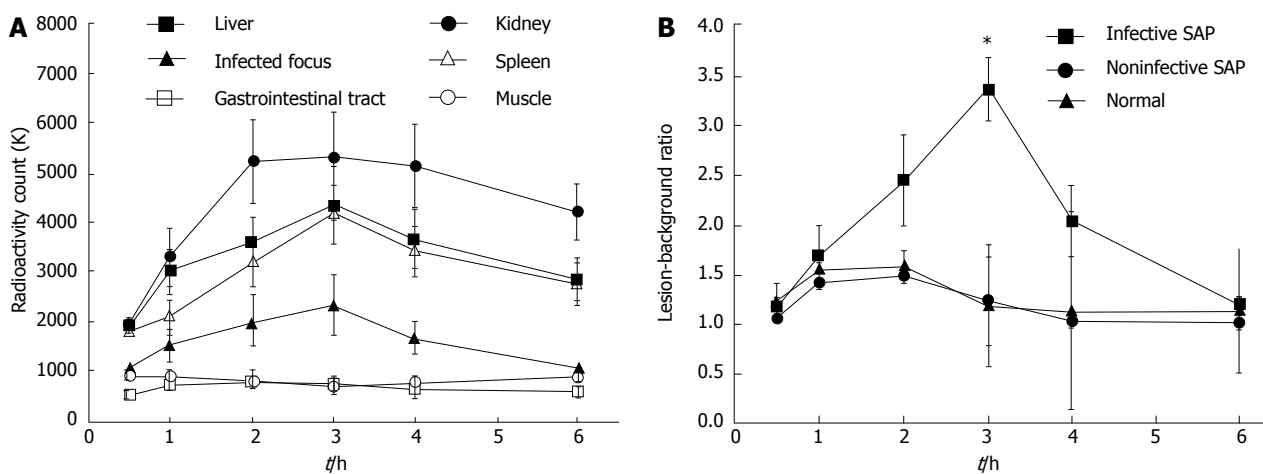 A
8000
7000
6000
5000
4000
3000
2000
1000
0
Radioactivity count (K)
Liver
Kidney
Infected focus
Spleen
Gastrointestinal tract
Muscle
0 1 2 3 4 5 6
t/h
B
4.0
3.5
3.0
2.5
2.0
1.5
1.0
0.5
0.0
Lesion-background ratio
*
Infective SAP
Noninfective SAP
Normal
0 1 2 3 4 5 6
t/h